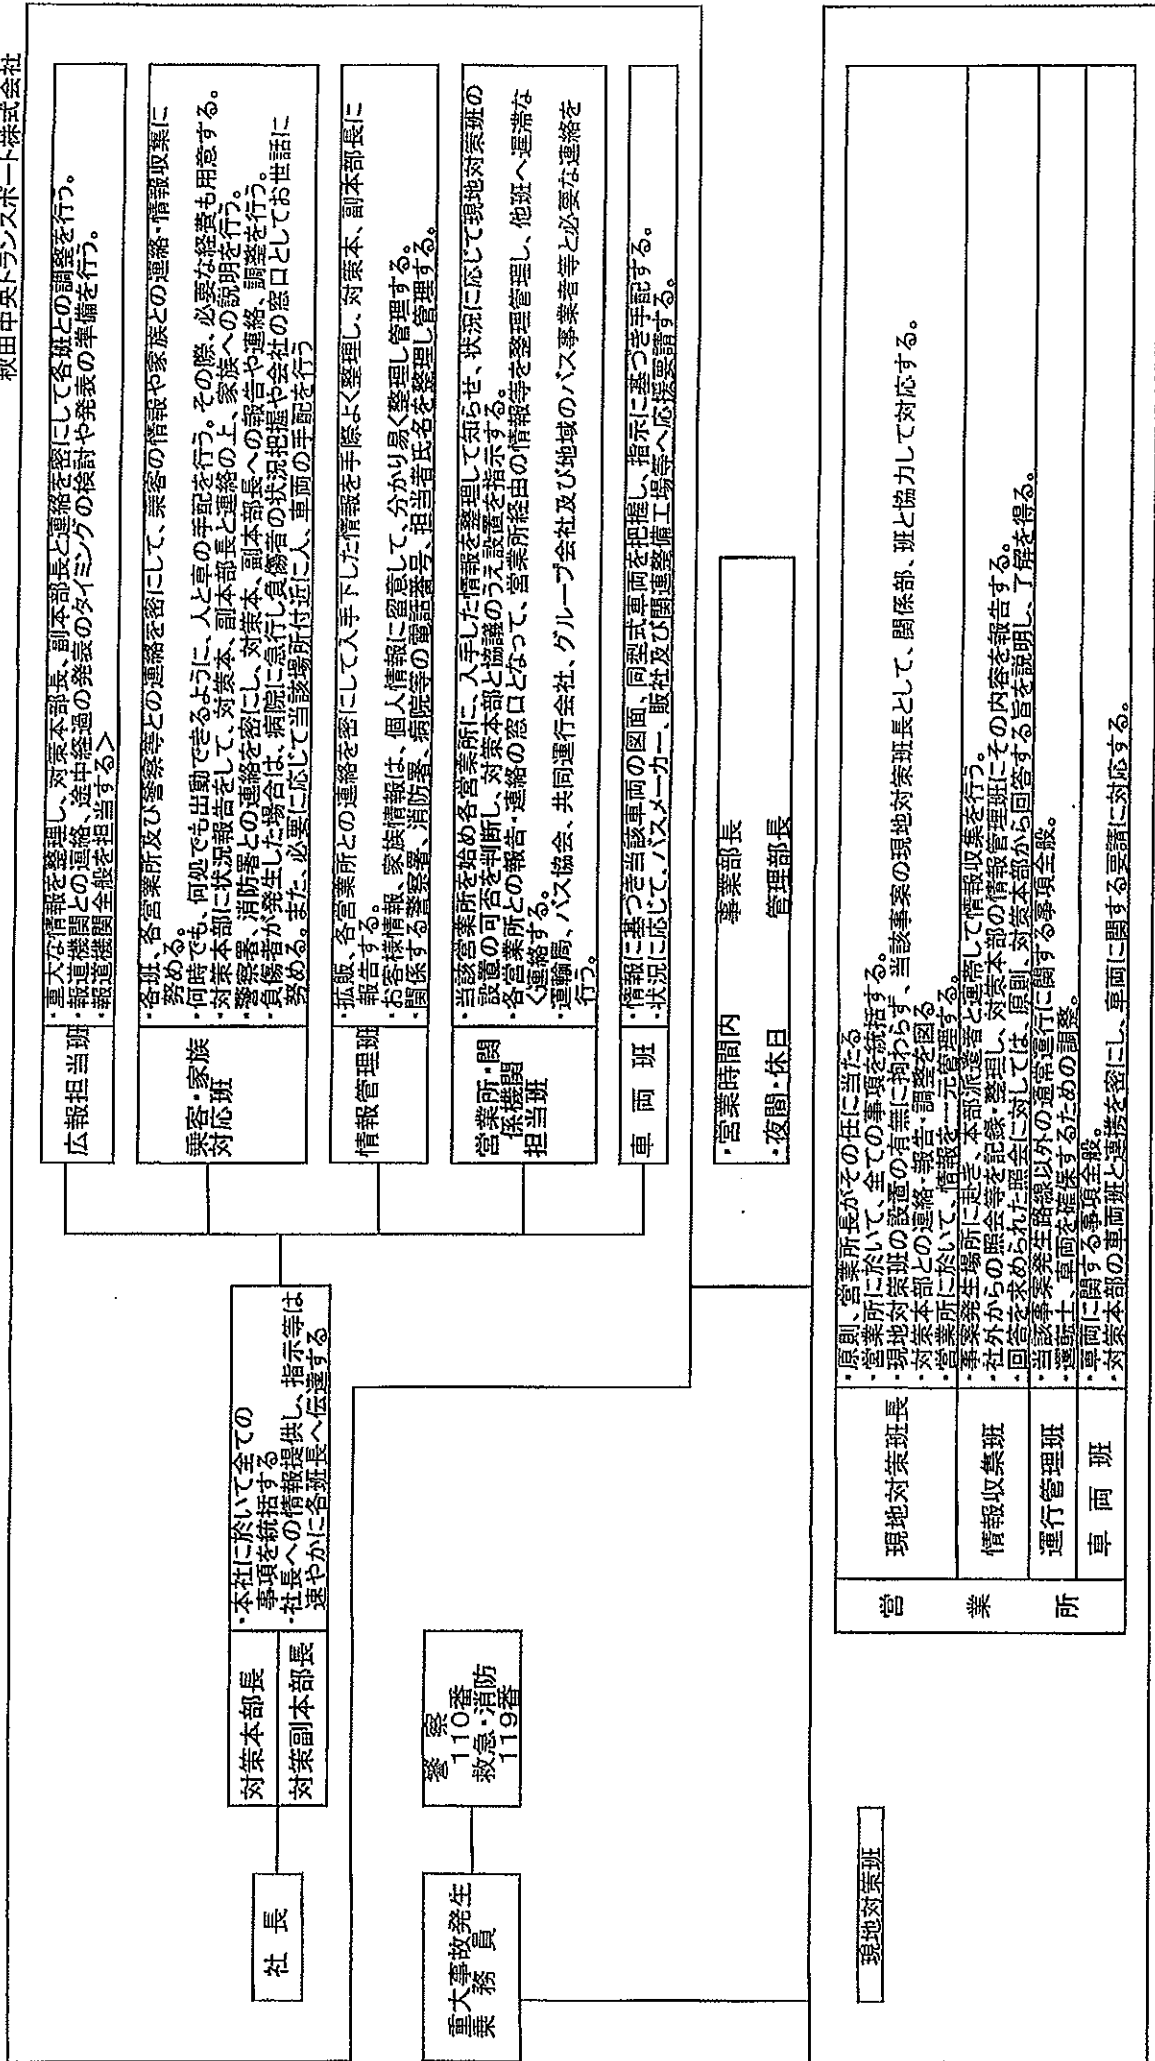 秋田中央トランスポート株式会社
社 長
対策本部長
対策副本部長
・本社に於いて全ての
事項を統括する
・社長への情報提供し、指示等は
速やかに各班長へ伝達する
広報担当班
・重大な情報を整理し、対策本部長、副本部長と連絡を密にして各班との調整を行う。
・報道機関との連絡、途中経過の発表のタイミングの検討や発表の準備を行う。
・報道機関全般を担当する>
乗客・家族
対応班
・各班、各営業所及び警察等との連絡を密にして、乗客の情報や家族との連絡・情報収集に
努める。
・何時でも、何処でも出動できるように、人と車の手配を行う。その際、必要な経費も用意する。
・対策本部に状況報告をして、対策本、副本部長と連絡の上、家族への説明を行う。
・警察署、消防署との連絡を密にし、対策本、副本部長への報告や連絡、調整を行う。
・負傷者が発生した場合は、病院に急行し負傷者の状況把握や会社の窓口としてお世話に
努める。また、必要に応じて当該場所付近に人、車両の手配を行う
情報管理班
・拡販、各営業所との連絡を密にして入手下した情報を手際よく整理し、対策本、副本部長に
報告する。
・お客様情報、家族情報は、個人情報に留意して、分かり易く整理し管理する。
・関係する警察署、消防署、病院等の電話番号、担当者氏名を整理し管理する。
営業所・関
係機関
担当班
・当該営業所を始め各営業所に、入手した情報を整理して知らせ、状況に応じて現地対策班の
設置の可否を判断し、対策本部と協議のうえ設置を指示する。
・各営業所との報告・連絡の窓口となって、営業所経由の情報等を整理管理し、他班へ遅滞な
く連絡する。
・運輸局、バス協会、共同運行会社、グループ会社及び地域のバス事業者等と必要な連絡を
行う。
車 両 班
・情報に基づき当該車両の図面、同型式車両を把握し、指示に基づき手配する。
・状況に応じて、バスメーカー、販社及び関連整備工場等へ応援要請する。
重大事故発生
乗 務 員
警 察
110番
救急・消防
119番
・営業時間内 事業部長
・夜間・休日 管理部長
現地対策班
営 業 所
現地対策班長
・原則、営業所長がその任に当たる
・営業所に於いて、全ての事項を統括する。
・現地対策班の設置の有無に拘わらず、当該事案の現地対策班長として、関係部、班と協力して対応する。
・対策本部との連絡・報告・調整を図る
・営業所に於いて、情報を一元管理する。
情報収集班
・事案発生場所に赴き、本部派遣者と連帯して情報収集を行う。
・社外からの照会等を記録・整理し、対策本部の情報管理班にその内容を報告する。
・回答を求められた照会に対しては、原則、対策本部から回答する旨を説明し、了解を得る。
運行管理班
・当該事案発生路線以外の通常運行に関する事項全般。
・運転士、車両を確保するための調整。
車 両 班
・車両に関する事項全般。
・対策本部の車両班と連携を密にし、車両に関する要請に対応する。